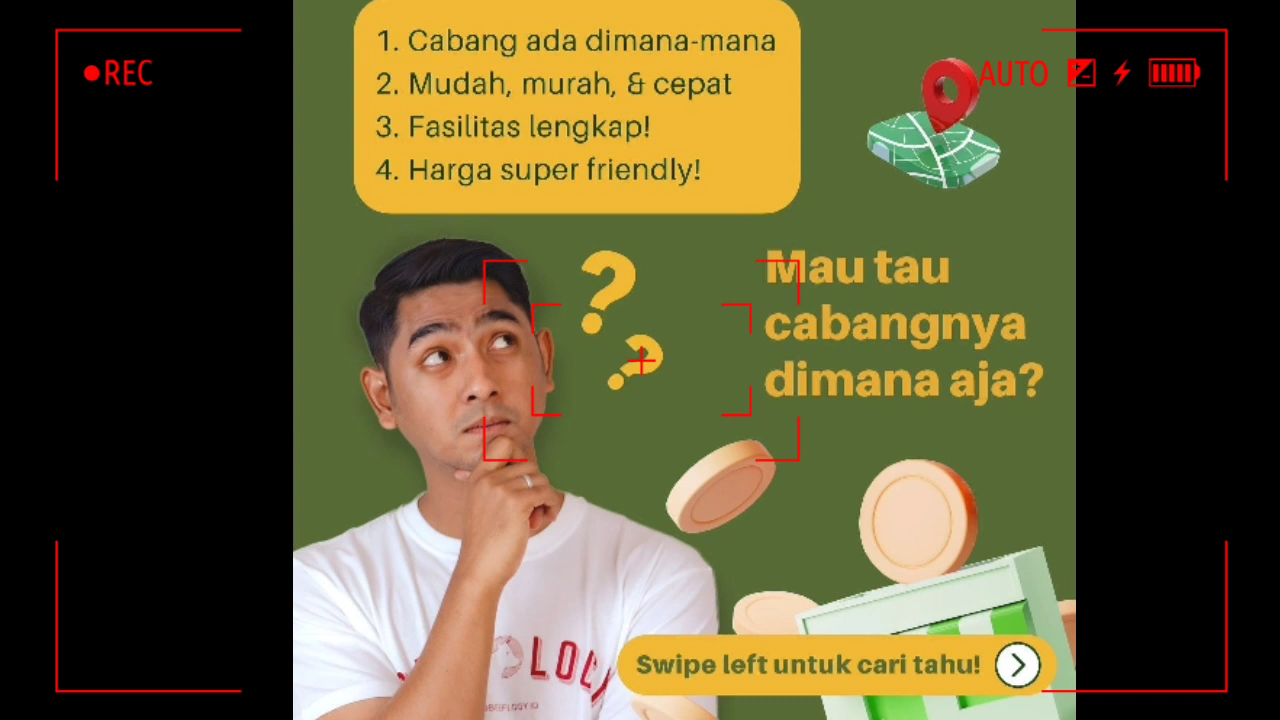 1. Cabang ada dimana-mana
2. Mudah, murah, & cepat
3. Fasilitas lengkap!
4. Harga super friendly!
REC
AUTO
Mau tau
cabangnya
dimana aja?
Swipe left untuk cari tahu!